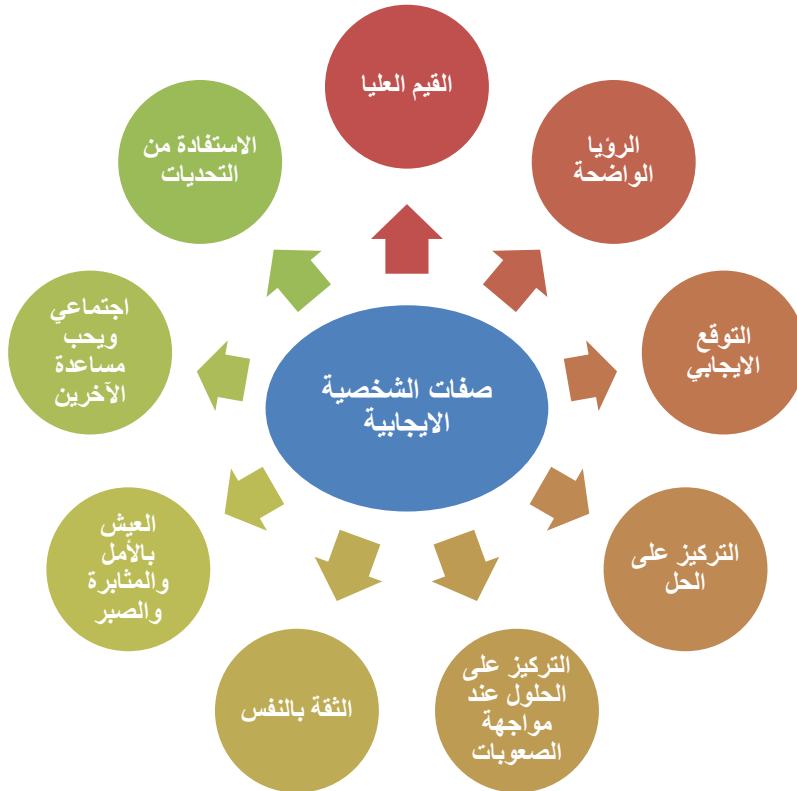 القيم العليا
الرؤيا
الواضحة
التوقع
الايجابي
التركيز على
الحل
التركيز على
الحلول عند
مواجهة
الصعوبات
الثقة بالنفس
العيش
بالأمل
والمثابرة
والصبر
اجتماعي
ويحب
مساعدة
الآخرين
الاستفادة من
التحديات
صفات الشخصية
الايجابية